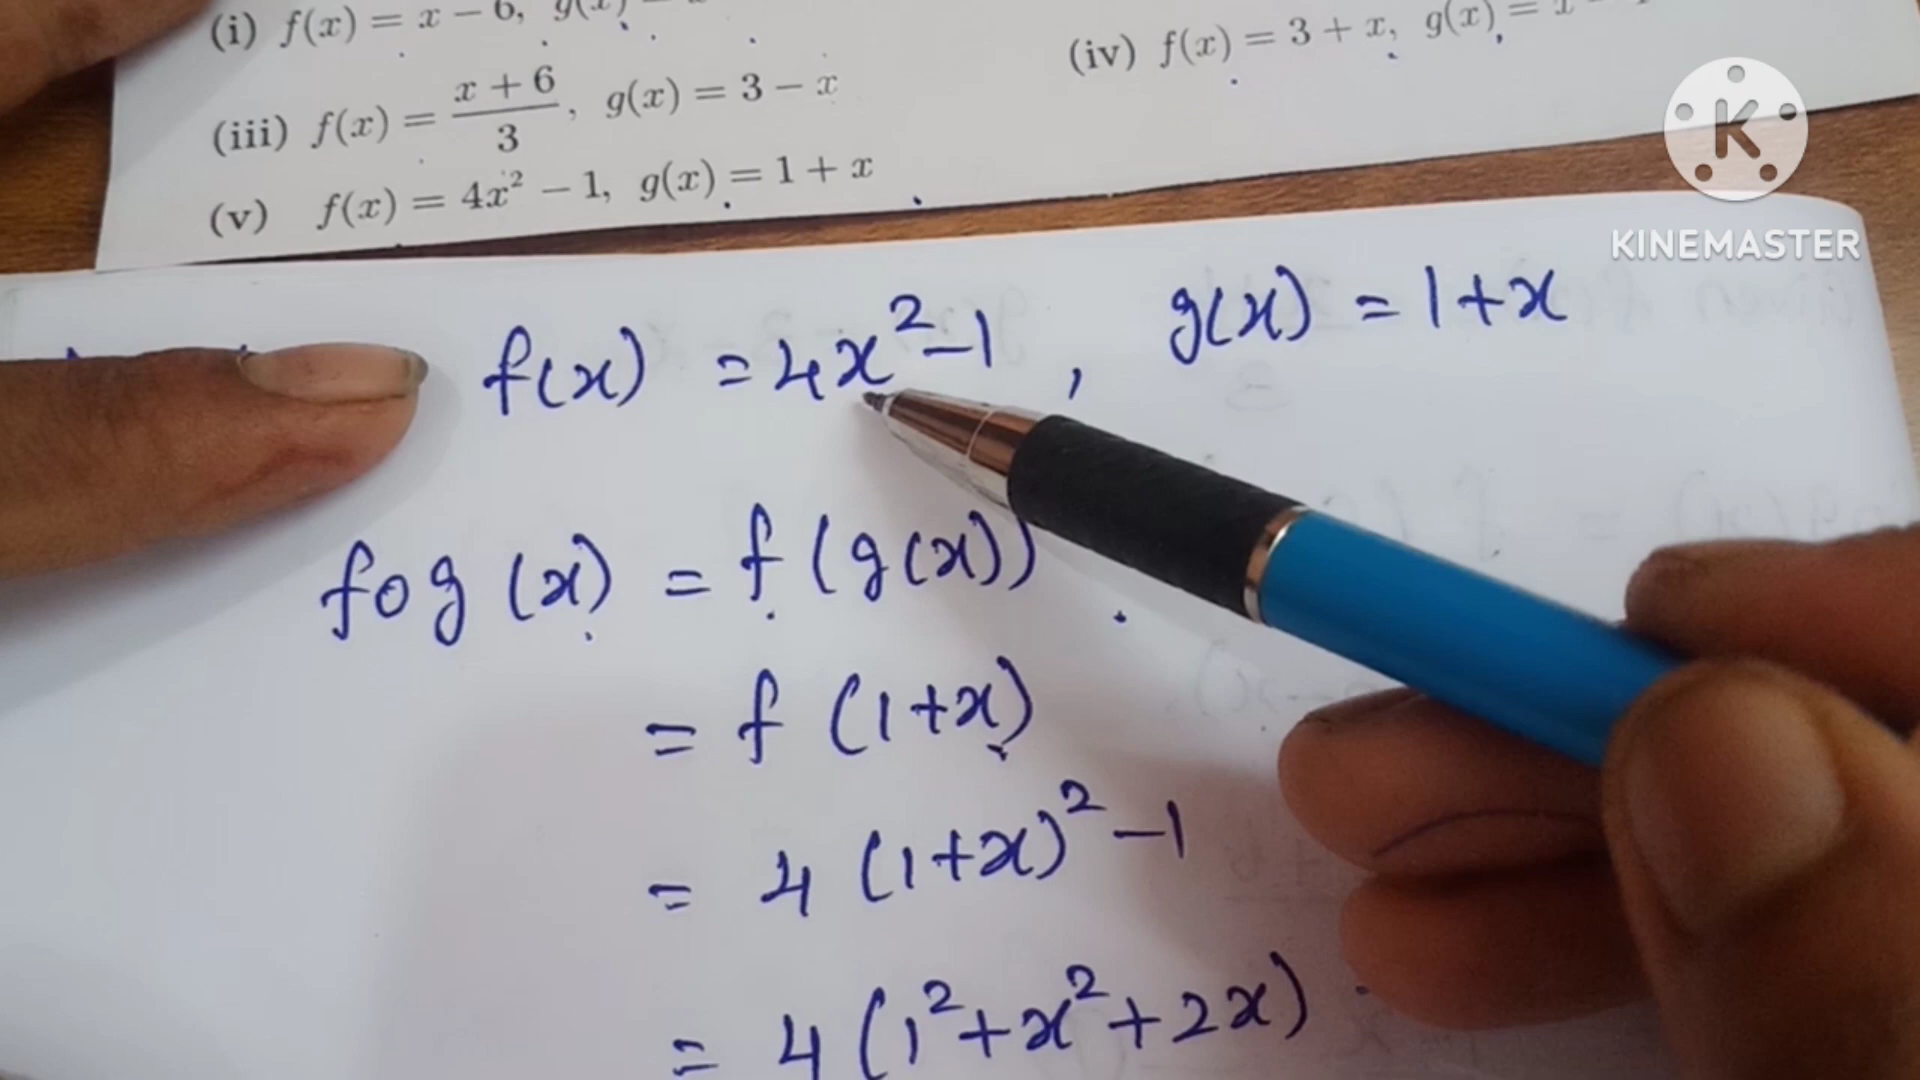 (i) f(x) = x − 6, g(x)
(iv) f(x) = 3 + x, g(x) =
(iii) f(x) = (x + 6)/3, g(x) = 3 − x
(v) f(x) = 4x² − 1, g(x) = 1 + x
K
KINEMASTER
f(x) = 4x² − 1 , g(x) = 1 + x
fog (x) = f (g(x))
= f (1 + x)
= 4 (1 + x)² − 1
= 4 (1² + x² + 2x)